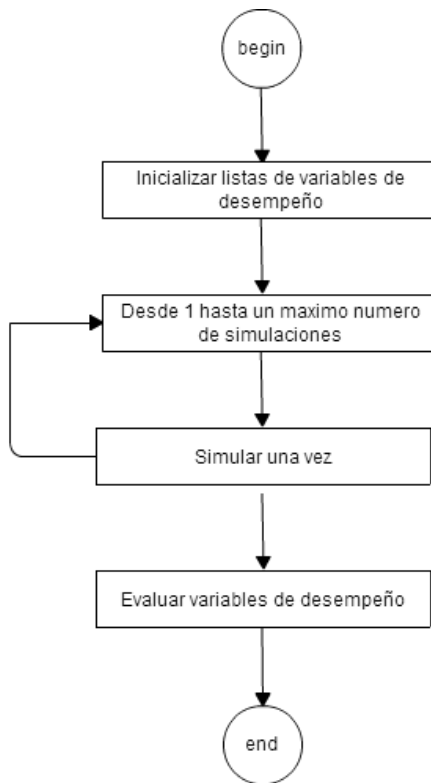 begin
Inicializar listas de variables de
desempeño
Desde 1 hasta un maximo numero
de simulaciones
Simular una vez
Evaluar variables de desempeño
end